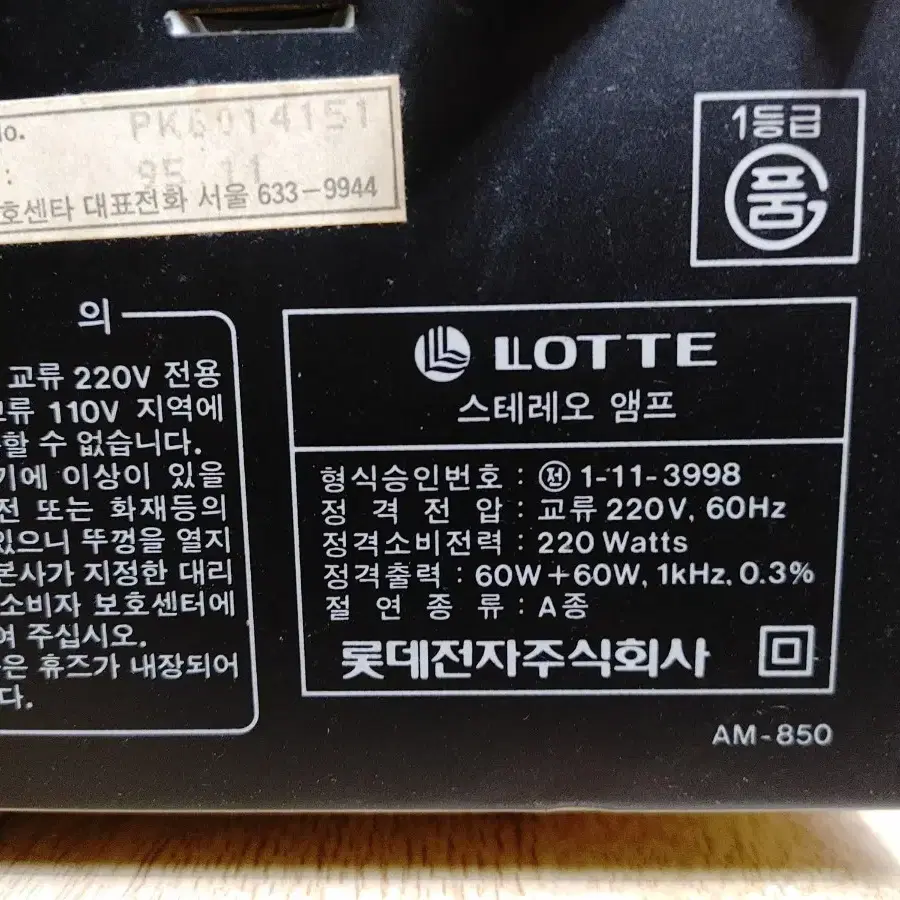 No. PK6014151
: 95.11
호센타 대표전화 서울 633-9944
1등급
품
의
교류 220V 전용
교류 110V 지역에
할 수 없습니다.
기에 이상이 있을
전 또는 화재등의
있으니 뚜껑을 열지
본사가 지정한 대리
소비자 보호센터에
여 주십시오.
은 휴즈가 내장되어
다.
LOTTE
스테레오 앰프
형식승인번호 : 전 1-11-3998
정격전압 : 교류 220V, 60Hz
정격소비전력 : 220 Watts
정격출력 : 60W+60W, 1kHz, 0.3%
절연종류 : A종
롯데전자주식회사
AM-850